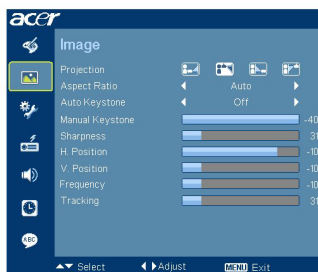 acer
Image
Projection
Aspect Ratio Auto
Auto Keystone Off
Manual Keystone -40
Sharpness 31
H. Position -10
V. Position -10
Frequency -10
Tracking 31
ABC
Select Adjust MENU Exit